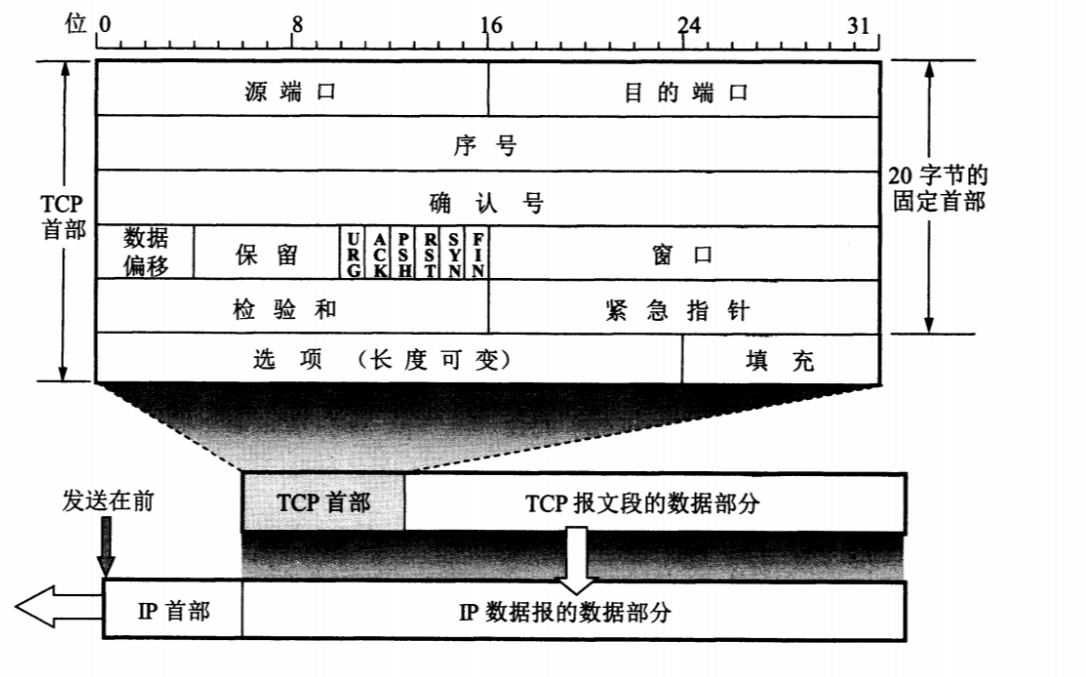 位 0 8 16 24 31
源端口 目的端口
序号
确认号
TCP
首部
20 字节的
固定首部
数据
偏移
保留
URG
ACK
PSH
RST
SYN
FIN
窗口
检验和 紧急指针
选项 （长度可变） 填充
发送在前
TCP 首部 TCP 报文段的数据部分
IP 首部 IP 数据报的数据部分